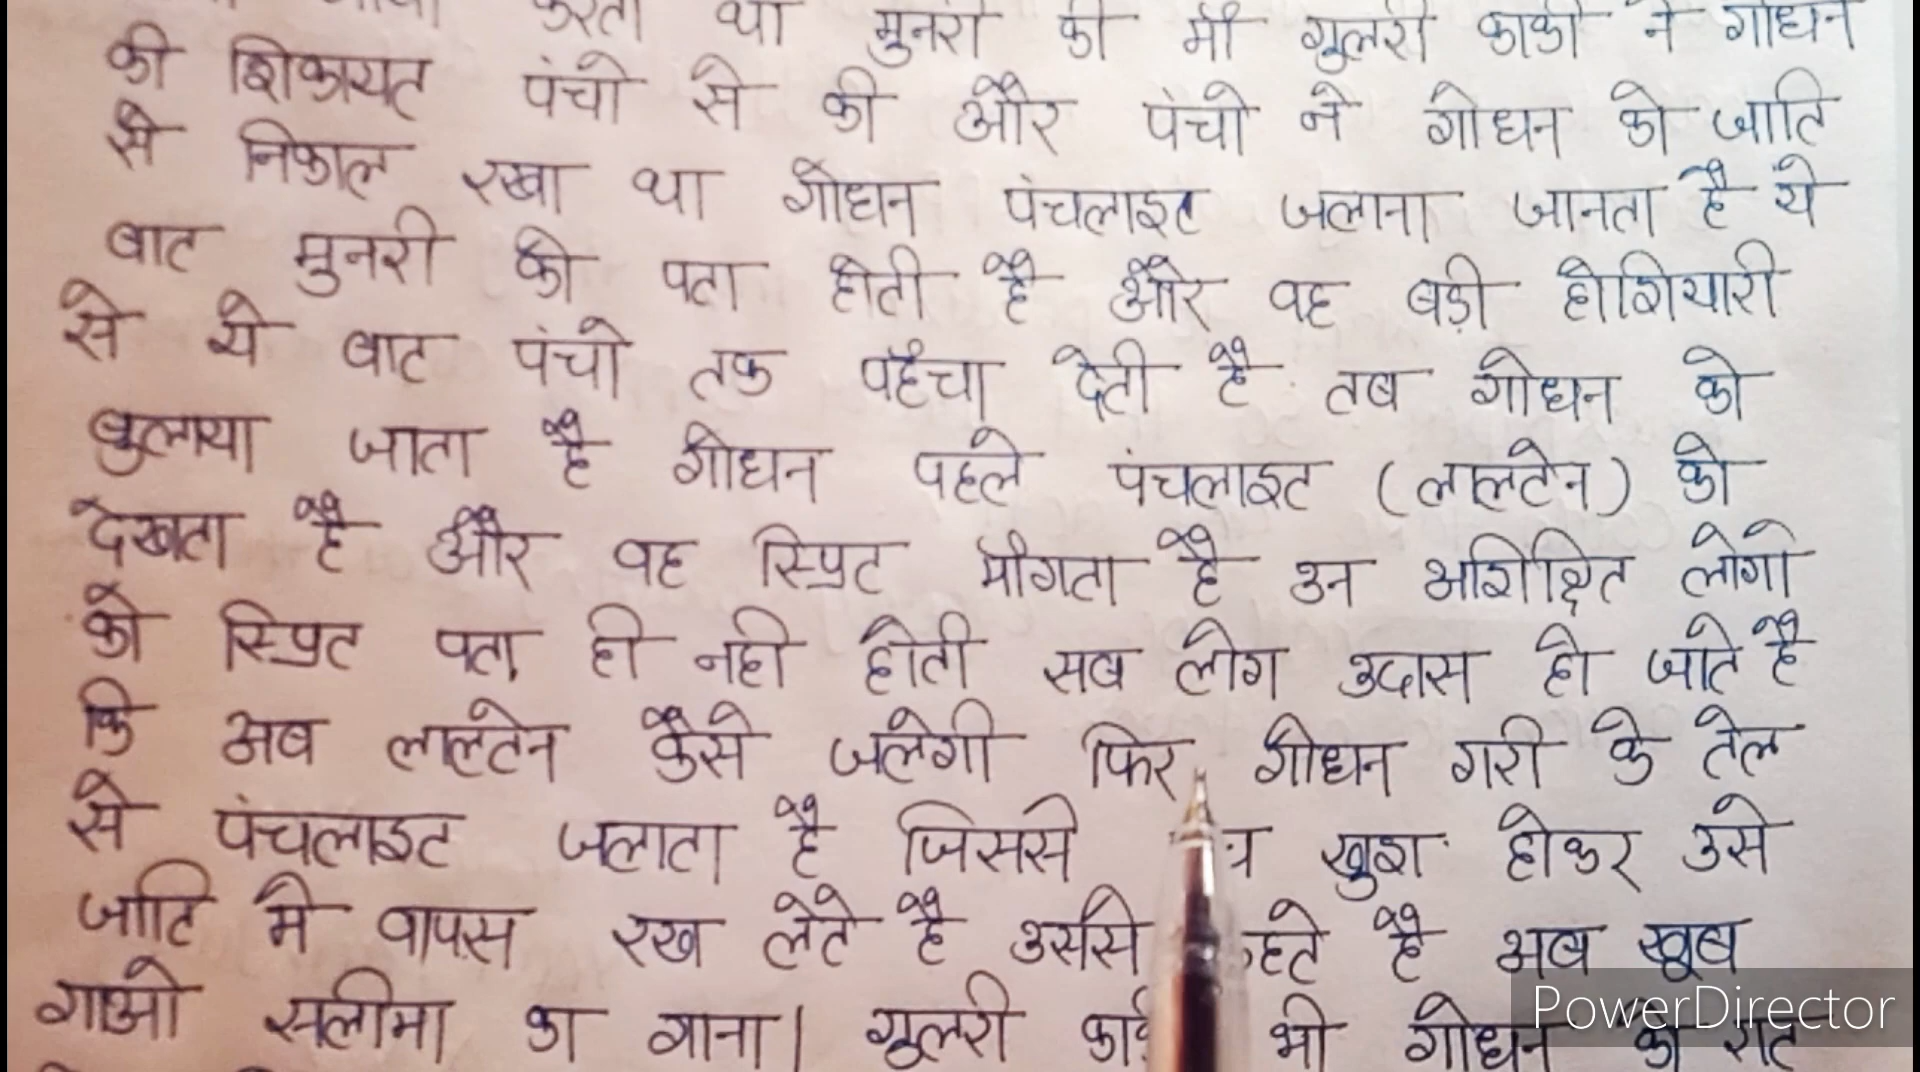 करता था मुनरी की माँ गुलरी काकी ने गोधन
की शिकायत पंचो से की और पंचो ने गोधन को जाति
से निकाल रखा था गोधन पंचलाइट जलाना जानता है ये
बात मुनरी को पता होती है और वह बड़ी होशियारी
से ये बात पंचो तक पहुँचा देती है तब गोधन को
बुलाया जाता है गोधन पहले पंचलाइट (लालटेन) को
देखता है और वह स्प्रिट माँगता है उन अशिक्षित लोगो
को स्प्रिट पता ही नही होती सब लोग उदास हो जाते है
कि अब लालटेन कैसे जलेगी फिर गोधन गरी के तेल
से पंचलाइट जलाता है जिससे खुश होकर उसे
जाति मे वापस रख लेते है उससे है अब खूब
गाओ सलीमा का गाना। गुलरी भी गोधन को रात
PowerDirector